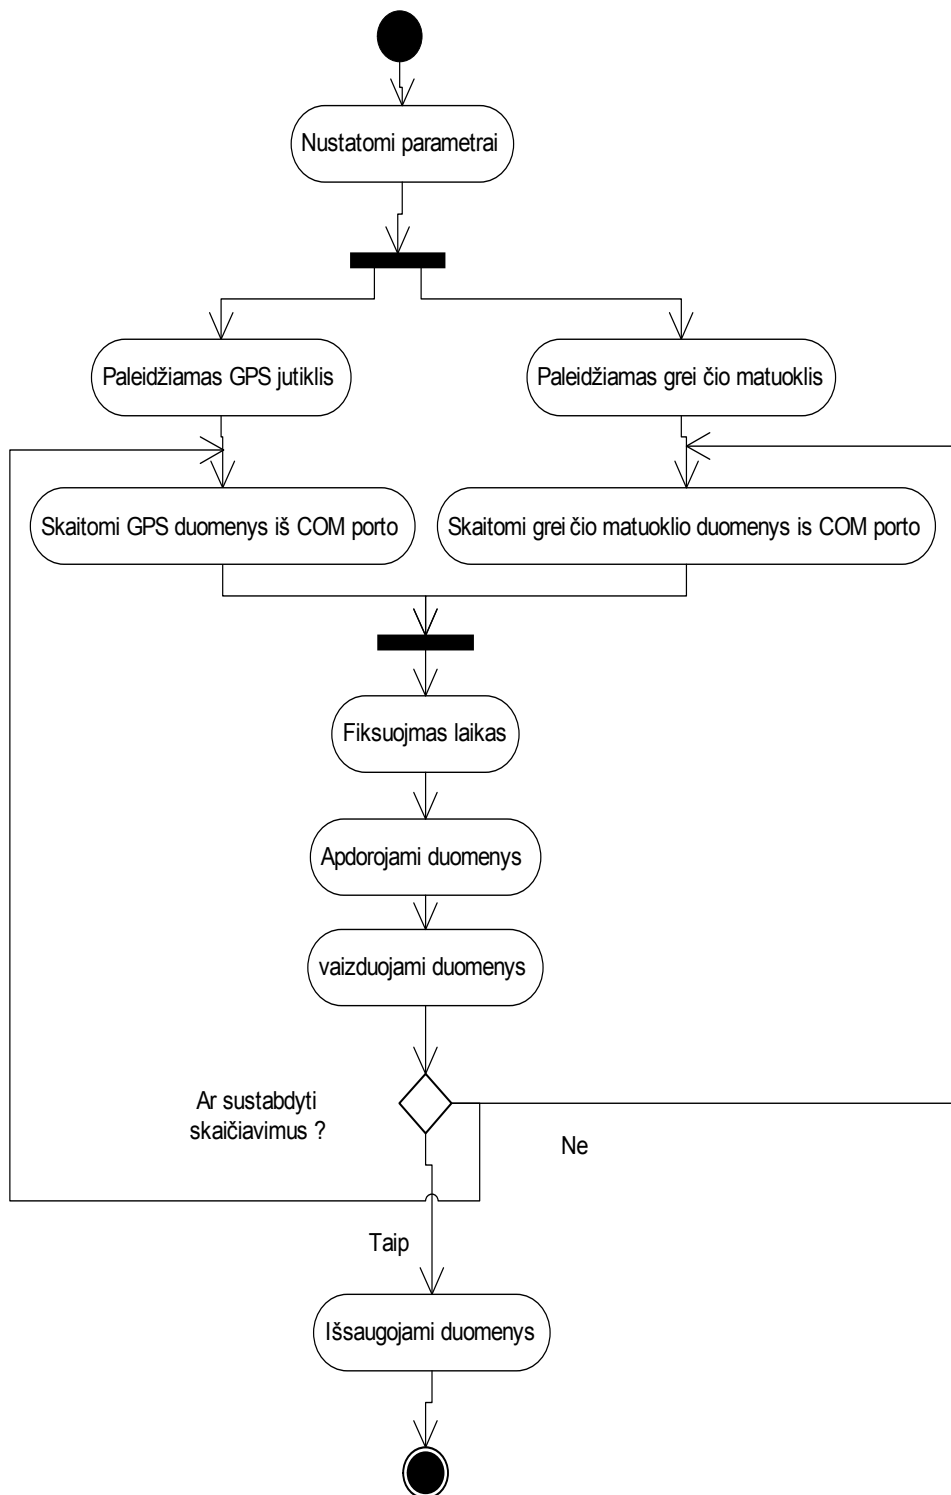 Nustatomi parametrai
Paleidžiamas GPS jutiklis
Paleidžiamas grei čio matuoklis
Skaitomi GPS duomenys iš COM porto
Skaitomi grei čio matuoklio duomenys is COM porto
Fiksuojmas laikas
Apdorojami duomenys
vaizduojami duomenys
Ar sustabdyti
skaičiavimus ?
Ne
Taip
Išsaugojami duomenys